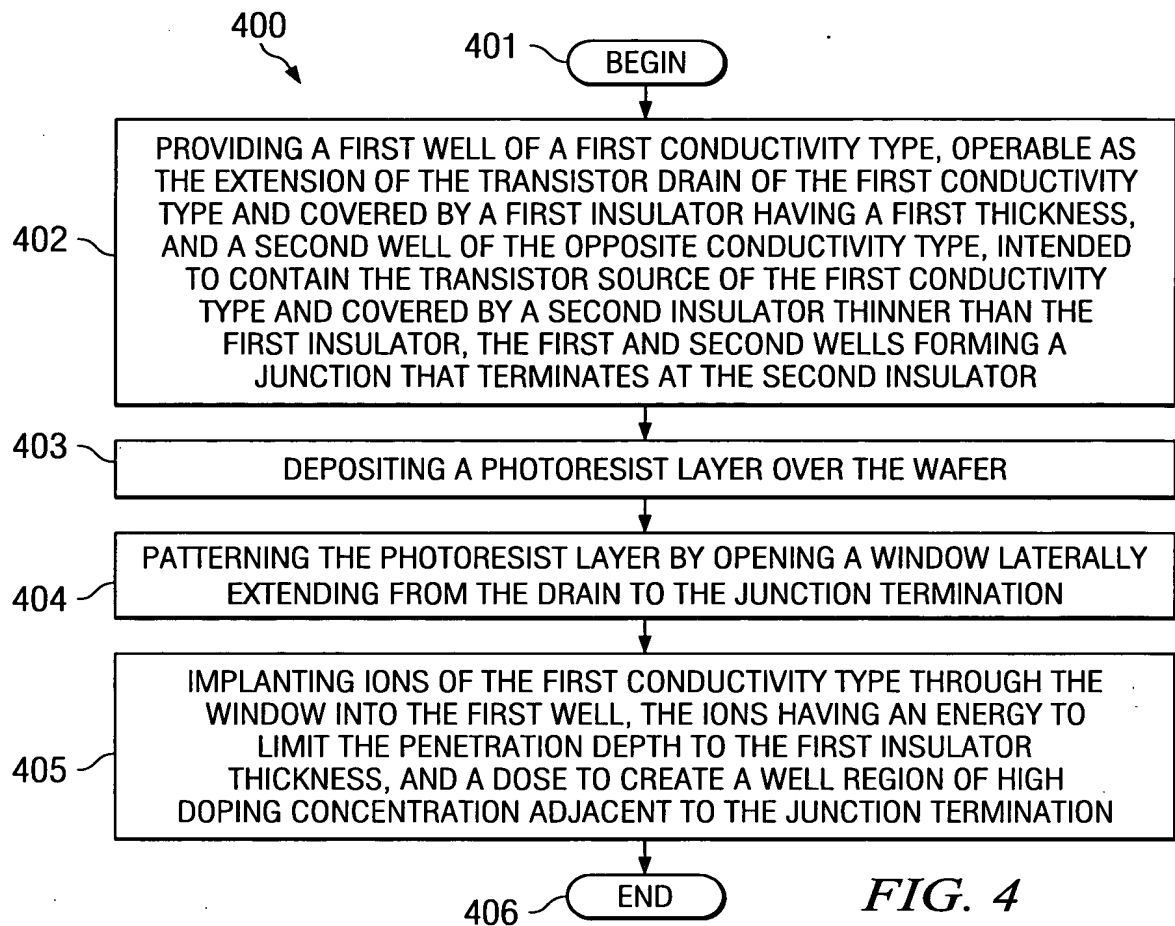 400
401
BEGIN
402
PROVIDING A FIRST WELL OF A FIRST CONDUCTIVITY TYPE, OPERABLE AS
THE EXTENSION OF THE TRANSISTOR DRAIN OF THE FIRST CONDUCTIVITY
TYPE AND COVERED BY A FIRST INSULATOR HAVING A FIRST THICKNESS,
AND A SECOND WELL OF THE OPPOSITE CONDUCTIVITY TYPE, INTENDED
TO CONTAIN THE TRANSISTOR SOURCE OF THE FIRST CONDUCTIVITY
TYPE AND COVERED BY A SECOND INSULATOR THINNER THAN THE
FIRST INSULATOR, THE FIRST AND SECOND WELLS FORMING A
JUNCTION THAT TERMINATES AT THE SECOND INSULATOR
403
DEPOSITING A PHOTORESIST LAYER OVER THE WAFER
404
PATTERNING THE PHOTORESIST LAYER BY OPENING A WINDOW LATERALLY
EXTENDING FROM THE DRAIN TO THE JUNCTION TERMINATION
405
IMPLANTING IONS OF THE FIRST CONDUCTIVITY TYPE THROUGH THE
WINDOW INTO THE FIRST WELL, THE IONS HAVING AN ENERGY TO
LIMIT THE PENETRATION DEPTH TO THE FIRST INSULATOR
THICKNESS, AND A DOSE TO CREATE A WELL REGION OF HIGH
DOPING CONCENTRATION ADJACENT TO THE JUNCTION TERMINATION
406
END
FIG. 4